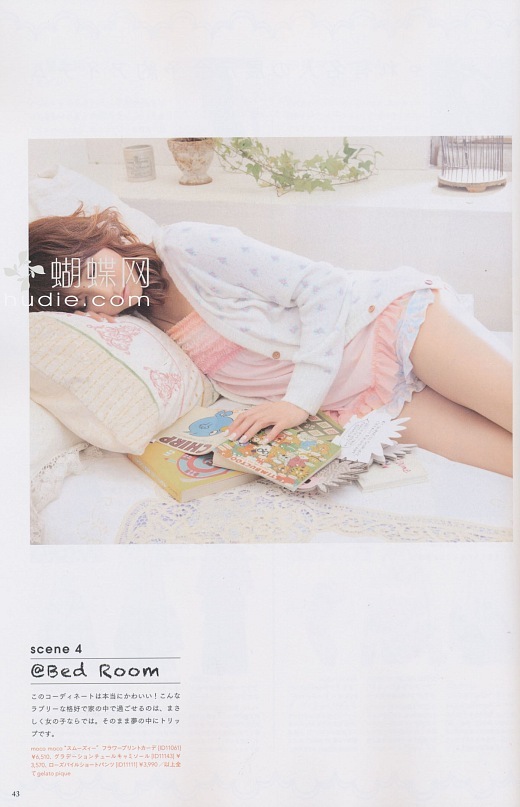 蝴蝶网
hudie.com
CHIRP
scene 4
@Bed Room
このコーディネートは本当にかわいい！こんな
ラブリーな格好で家の中で過ごせるのは、まさ
しく女の子ならでは。そのまま夢の中にトリッ
プです。
moco moco "スムーズィー" フラワープリントカーデ [ID11061]
¥6,510、グラデーションチュールキャミソール [ID11143] ¥
3,570、ローズパイルショートパンツ [ID11111] ¥3,990／以上全
て gelato pique
43